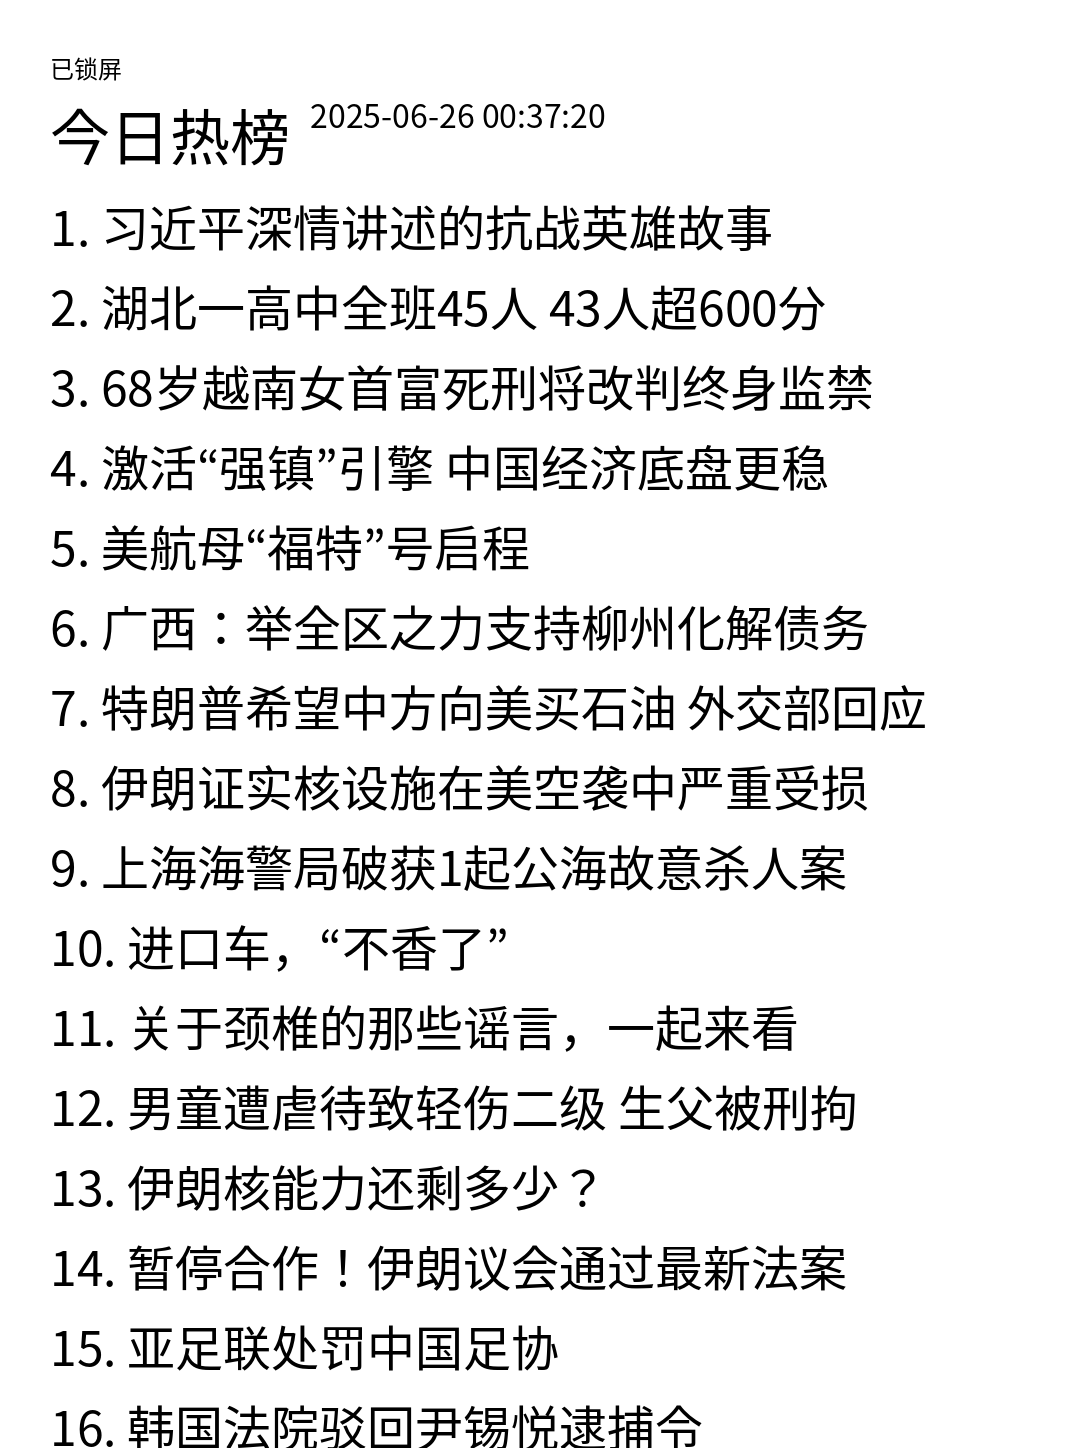 已锁屏
今日热榜 2025-06-26 00:37:20
1. 习近平深情讲述的抗战英雄故事
2. 湖北一高中全班45人 43人超600分
3. 68岁越南女首富死刑将改判终身监禁
4. 激活“强镇”引擎 中国经济底盘更稳
5. 美航母“福特”号启程
6. 广西：举全区之力支持柳州化解债务
7. 特朗普希望中方向美买石油 外交部回应
8. 伊朗证实核设施在美空袭中严重受损
9. 上海海警局破获1起公海故意杀人案
10. 进口车，“不香了”
11. 关于颈椎的那些谣言，一起来看
12. 男童遭虐待致轻伤二级 生父被刑拘
13. 伊朗核能力还剩多少？
14. 暂停合作！伊朗议会通过最新法案
15. 亚足联处罚中国足协
16. 韩国法院驳回尹锡悦逮捕令